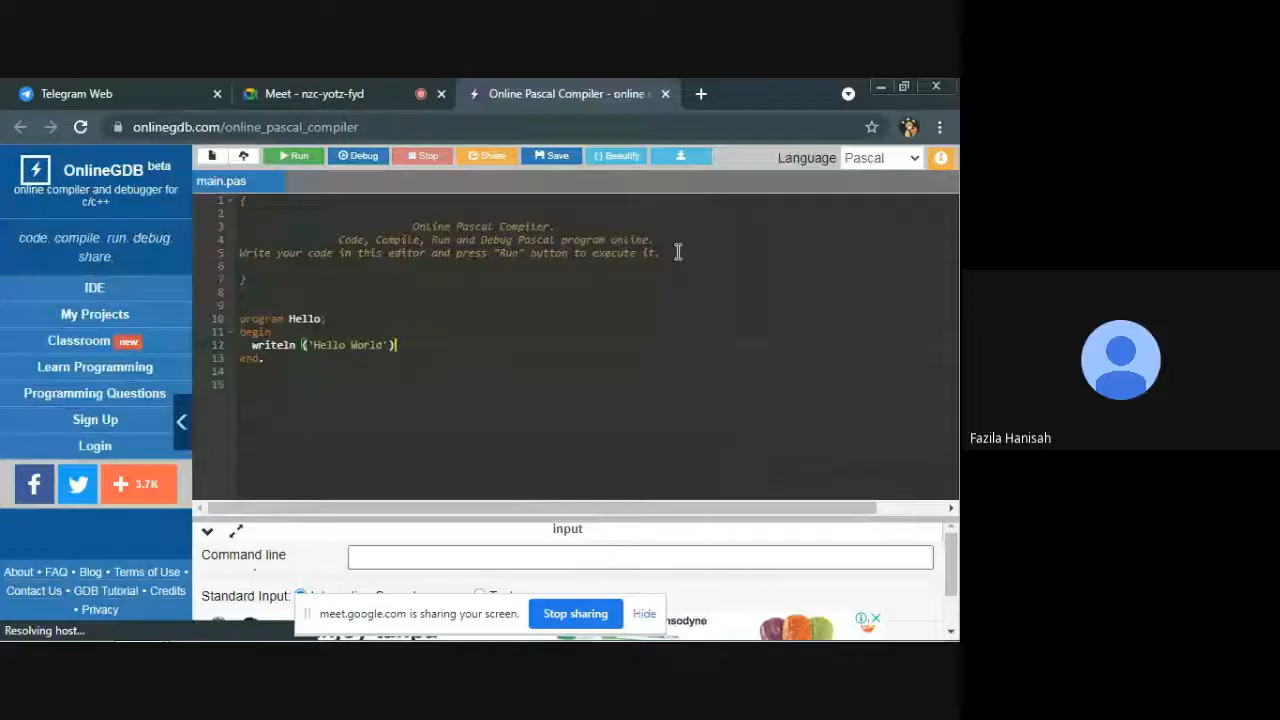 Telegram Web
Meet - nzc-yotz-fyd
Online Pascal Compiler - online
onlinegdb.com/online_pascal_compiler
OnlineGDB beta
online compiler and debugger for
c/c++
code. compile. run. debug.
share.
IDE
My Projects
Classroom new
Learn Programming
Programming Questions
Sign Up
Login
3.7K
About • FAQ • Blog • Terms of Use •
Contact Us • GDB Tutorial • Credits
• Privacy
Resolving host...
Run
Debug
Stop
Share
Save
{} Beautify
Language
Pascal
main.pas
1 {
2
3 Online Pascal Compiler.
4 Code, Compile, Run and Debug Pascal program online.
5 Write your code in this editor and press "Run" button to execute it.
6
7 }
8
9
10 program Hello;
11 begin
12 writeln ('Hello World')
13 end.
14
15
input
Command line
Standard Input:
meet.google.com is sharing your screen.
Stop sharing
Hide
Fazila Hanisah